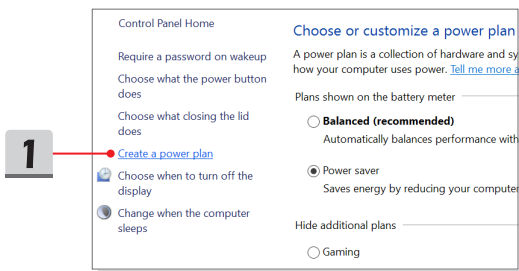 Control Panel Home
Require a password on wakeup
Choose what the power button
does
Choose what closing the lid
does
1
Create a power plan
Choose when to turn off the
display
Change when the computer
sleeps
Choose or customize a power plan
A power plan is a collection of hardware and sy
how your computer uses power. Tell me more a
Plans shown on the battery meter
Balanced (recommended)
Automatically balances performance with
Power saver
Saves energy by reducing your computer
Hide additional plans
Gaming